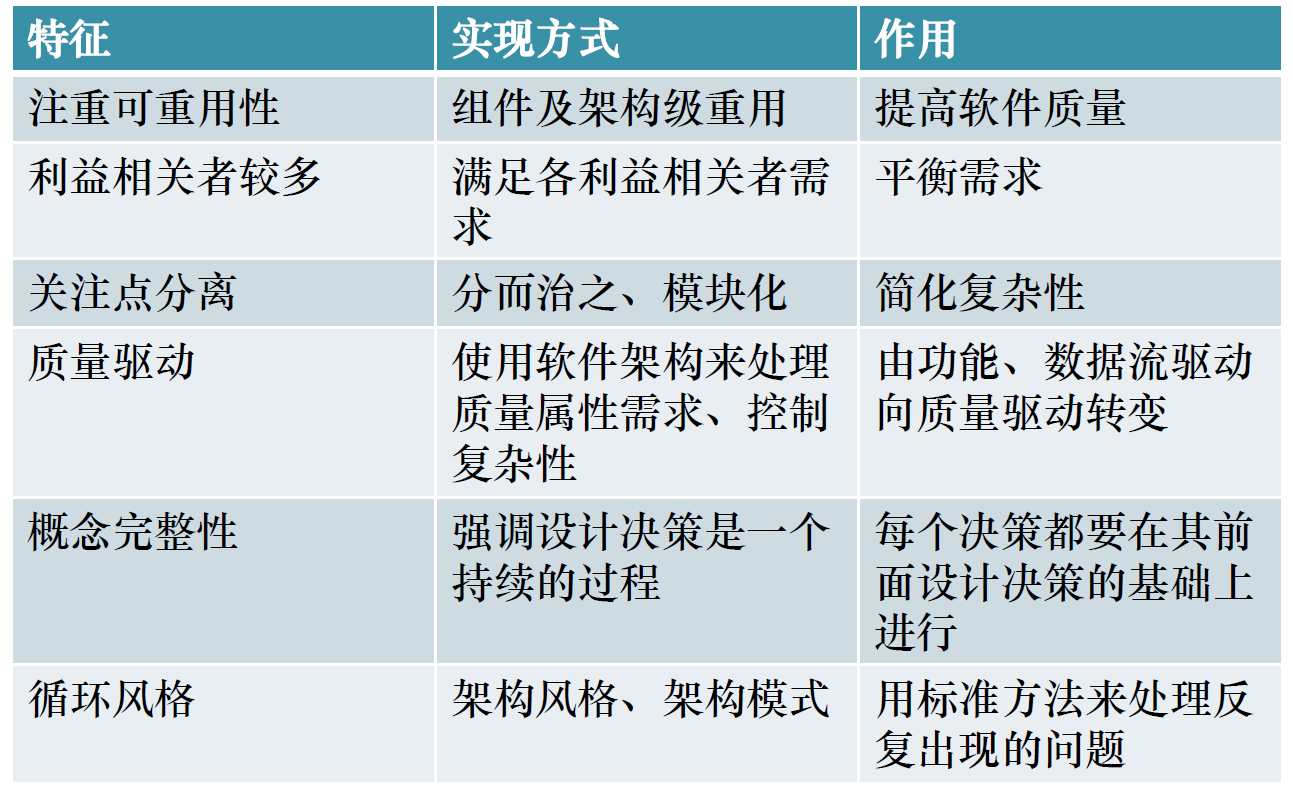 特征 实现方式 作用
注重可重用性 组件及架构级重用 提高软件质量
利益相关者较多 满足各利益相关者需 平衡需求
求
关注点分离 分而治之、模块化 简化复杂性
质量驱动 使用软件架构来处理 由功能、数据流驱动
质量属性需求、控制 向质量驱动转变
复杂性
概念完整性 强调设计决策是一个 每个决策都要在其前
持续的过程 面设计决策的基础上
进行
循环风格 架构风格、架构模式 用标准方法来处理反
复出现的问题